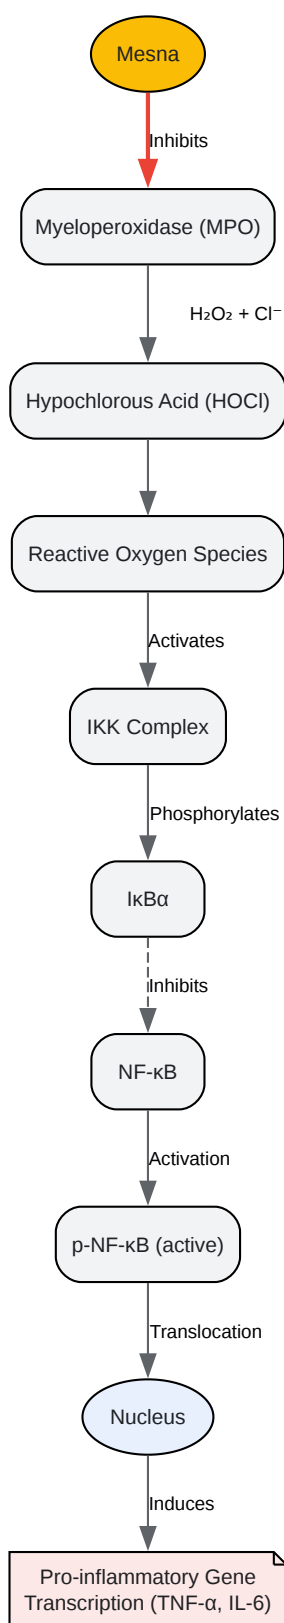 Mesna
Inhibits
Myeloperoxidase (MPO)
H₂O₂ + Cl⁻
Hypochlorous Acid (HOCl)
Reactive Oxygen Species
Activates
IKK Complex
Phosphorylates
IκBα
Inhibits
NF-κB
Activation
p-NF-κB (active)
Translocation
Nucleus
Induces
Pro-inflammatory Gene
Transcription (TNF-α, IL-6)